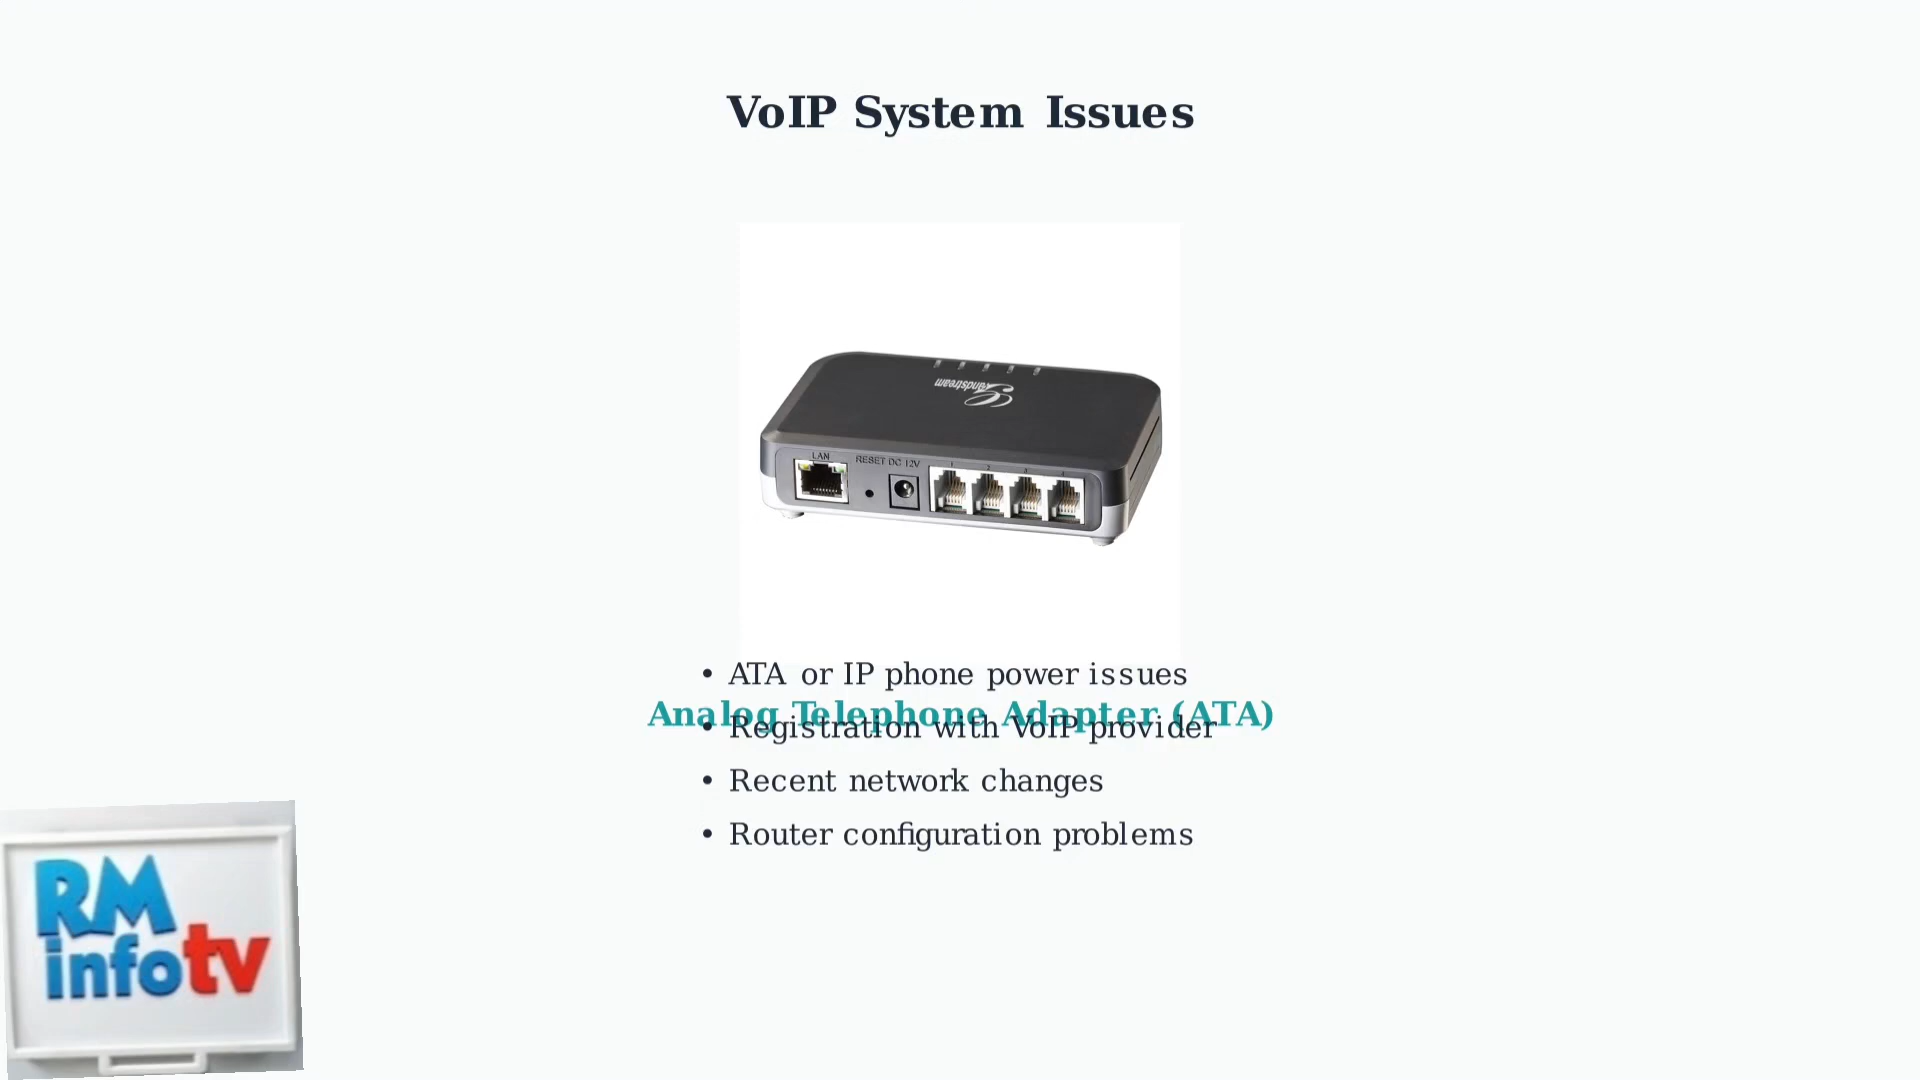 VoIP System Issues
Grandstream
LAN
RESET DC 12V
• ATA or IP phone power issues
Analog Telephone Adapter (ATA)
• Registration with VoIP provider
• Recent network changes
• Router configuration problems
RM
infotv